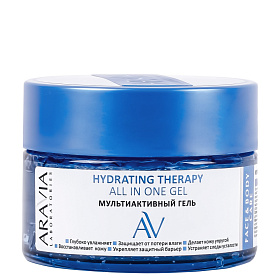 HYDRATING THERAPY
ALL IN ONE GEL
МУЛЬТИАКТИВНЫЙ ГЕЛЬ
AV
•Глубоко увлажняет •Защищает от потери влаги •Делает кожу упругой
•Восстанавливает кожу •Укрепляет защитный барьер •Устраняет следы усталости
ARAVIA
LABORATORIES
FACE & BODY